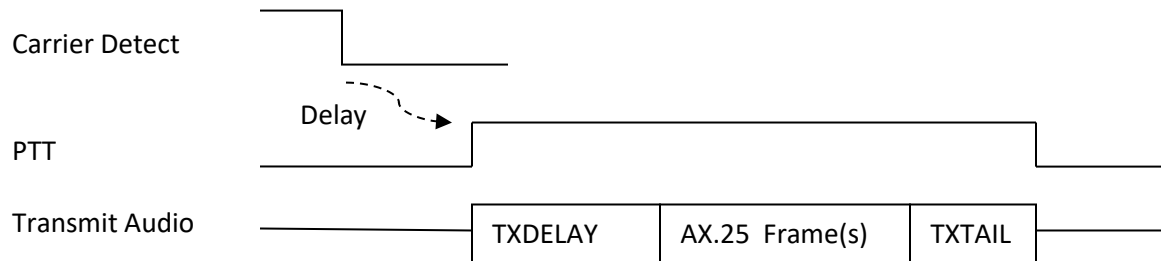 Carrier Detect
Delay
PTT
Transmit Audio
TXDELAY
AX.25 Frame(s)
TXTAIL